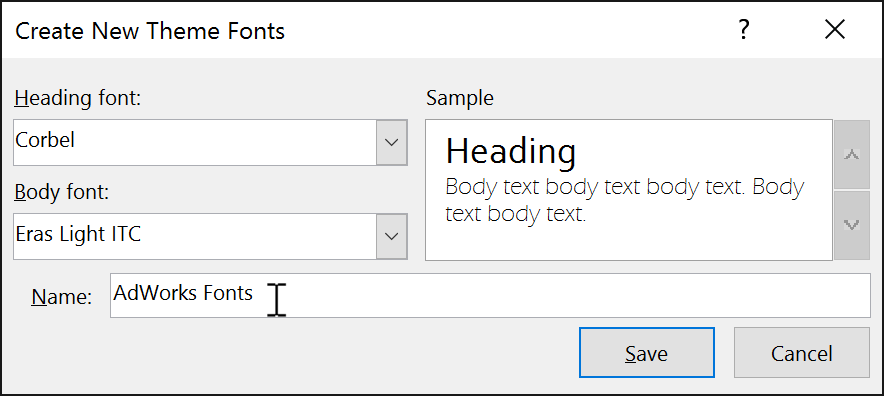 Create New Theme Fonts
?
Heading font:
Corbel
Body font:
Eras Light ITC
Sample
Heading
Body text body text body text. Body
text body text.
Name:
AdWorks Fonts
Save
Cancel